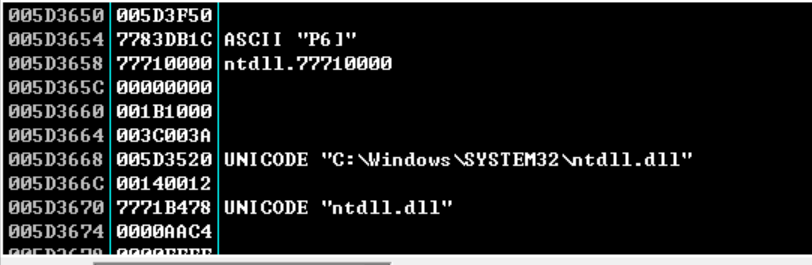 005D3650 005D3F50
005D3654 7783DB1C ASCII "P6]"
005D3658 77710000 ntdll.77710000
005D365C 00000000
005D3660 001B1000
005D3664 003C003A
005D3668 005D3520 UNICODE "C:\Windows\SYSTEM32\ntdll.dll"
005D366C 00140012
005D3670 7771B478 UNICODE "ntdll.dll"
005D3674 0000AAC4